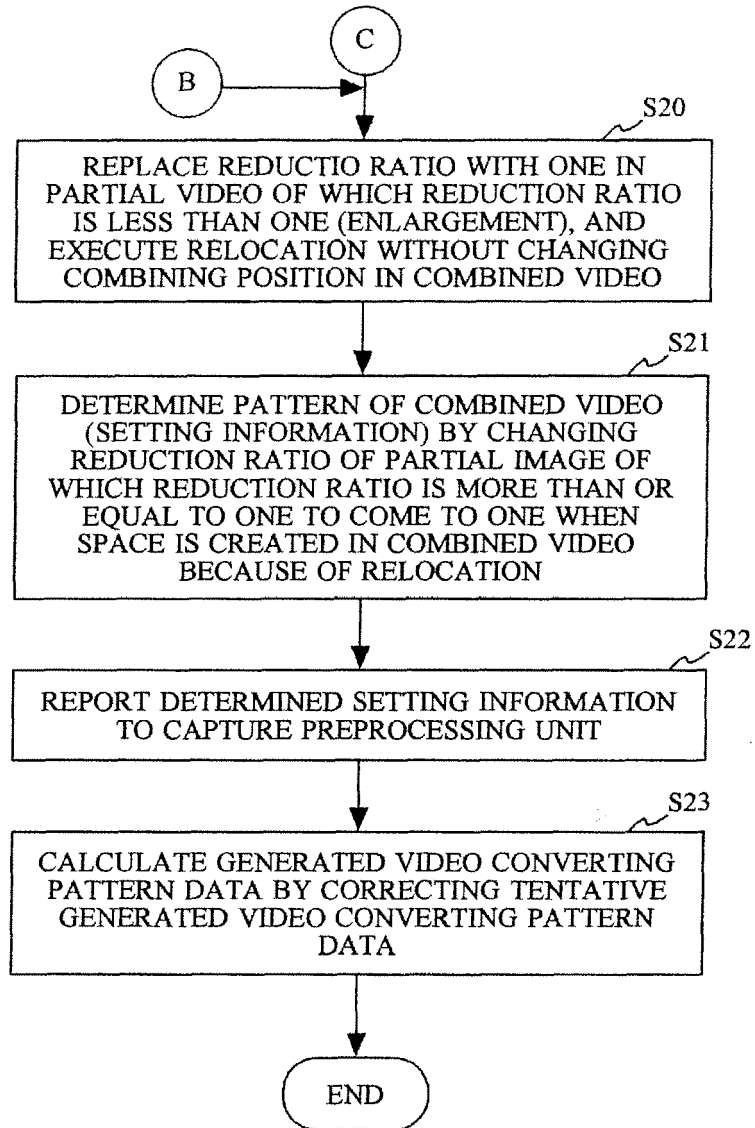 C
B
S20
REPLACE REDUCTIO RATIO WITH ONE IN
PARTIAL VIDEO OF WHICH REDUCTION RATIO
IS LESS THAN ONE (ENLARGEMENT), AND
EXECUTE RELOCATION WITHOUT CHANGING
COMBINING POSITION IN COMBINED VIDEO
S21
DETERMINE PATTERN OF COMBINED VIDEO
(SETTING INFORMATION) BY CHANGING
REDUCTION RATIO OF PARTIAL IMAGE OF
WHICH REDUCTION RATIO IS MORE THAN OR
EQUAL TO ONE TO COME TO ONE WHEN
SPACE IS CREATED IN COMBINED VIDEO
BECAUSE OF RELOCATION
S22
REPORT DETERMINED SETTING INFORMATION
TO CAPTURE PREPROCESSING UNIT
S23
CALCULATE GENERATED VIDEO CONVERTING
PATTERN DATA BY CORRECTING TENTATIVE
GENERATED VIDEO CONVERTING PATTERN
DATA
END